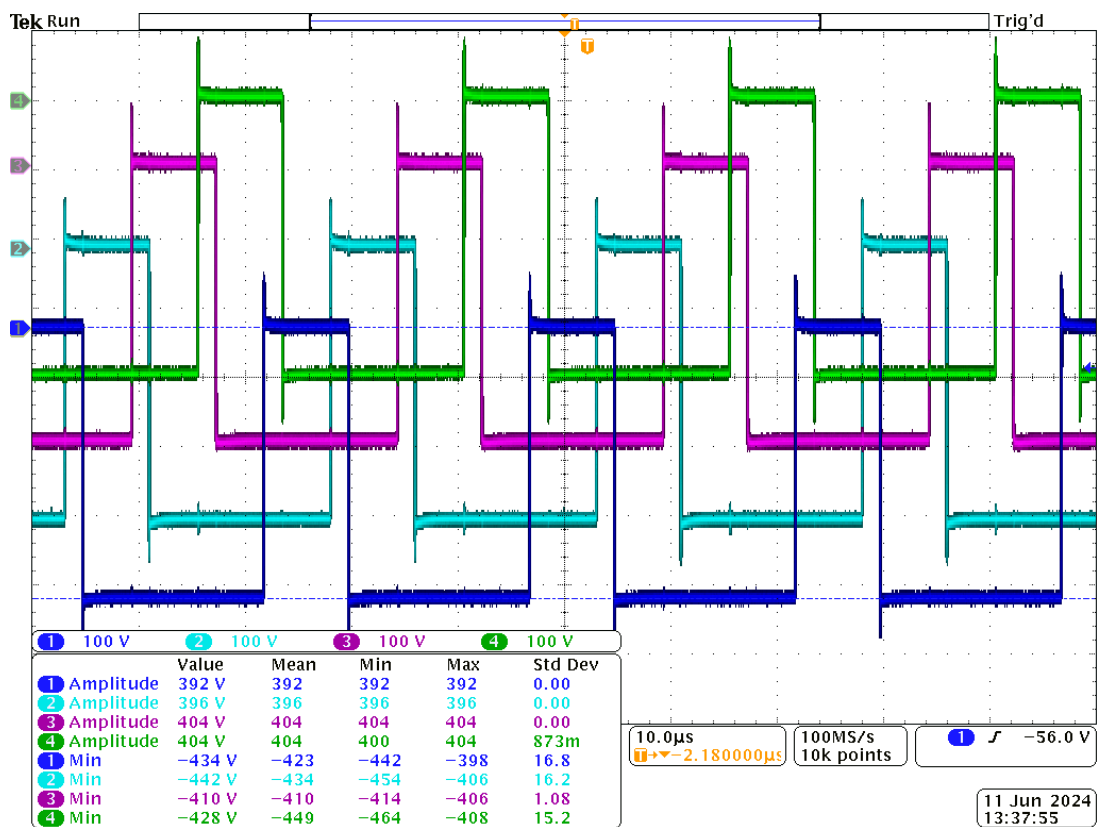 Tek Run Trig'd
T
T
4
3
2
1
1 100 V 2 100 V 3 100 V 4 100 V
Value Mean Min Max Std Dev
1 Amplitude 392 V 392 392 392 0.00
2 Amplitude 396 V 396 396 396 0.00
3 Amplitude 404 V 404 404 404 0.00
4 Amplitude 404 V 404 400 404 873m
1 Min −434 V −423 −442 −398 16.8
2 Min −442 V −434 −454 −406 16.2
3 Min −410 V −410 −414 −406 1.08
4 Min −428 V −449 −464 −408 15.2
10.0µs
T→▼−2.180000µs
100MS/s
10k points
1 −56.0 V
11 Jun 2024
13:37:55